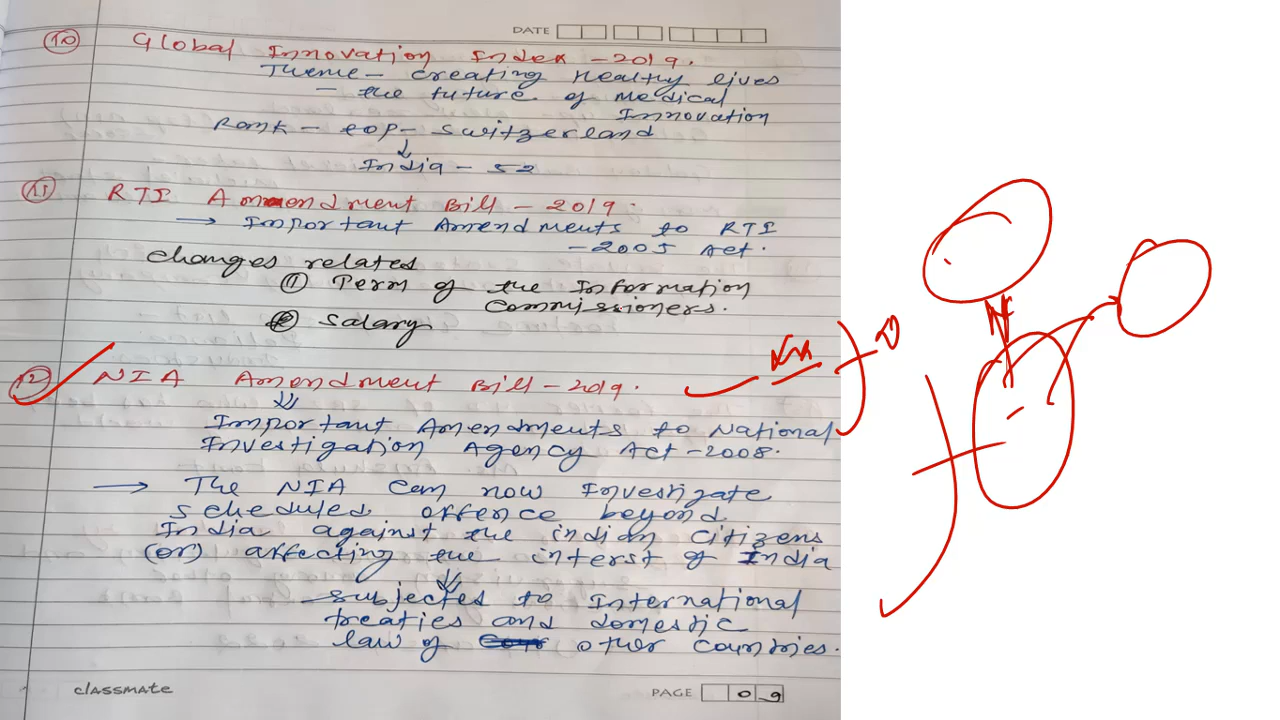 DATE
10 Global Innovation Index - 2019.
Theme - creating Healthy lives
- the future of Medical
Innovation
Rank - top - Switzerland
India - 52
11 RTI Amendment Bill - 2019.
→ Important Amendments to RTI
- 2005 Act.
changes related
① Term of the Information
Commissioners.
② Salary
12 NIA Amendment Bill - 2019.
Important Amendments to National
Investigation Agency Act - 2008.
→ The NIA can now Investigate
scheduled offence beyond
India against the indian citizens
(or) affecting the interst of India
subjected to International
treaties and domestic
law of other countries.
classmate
PAGE 09